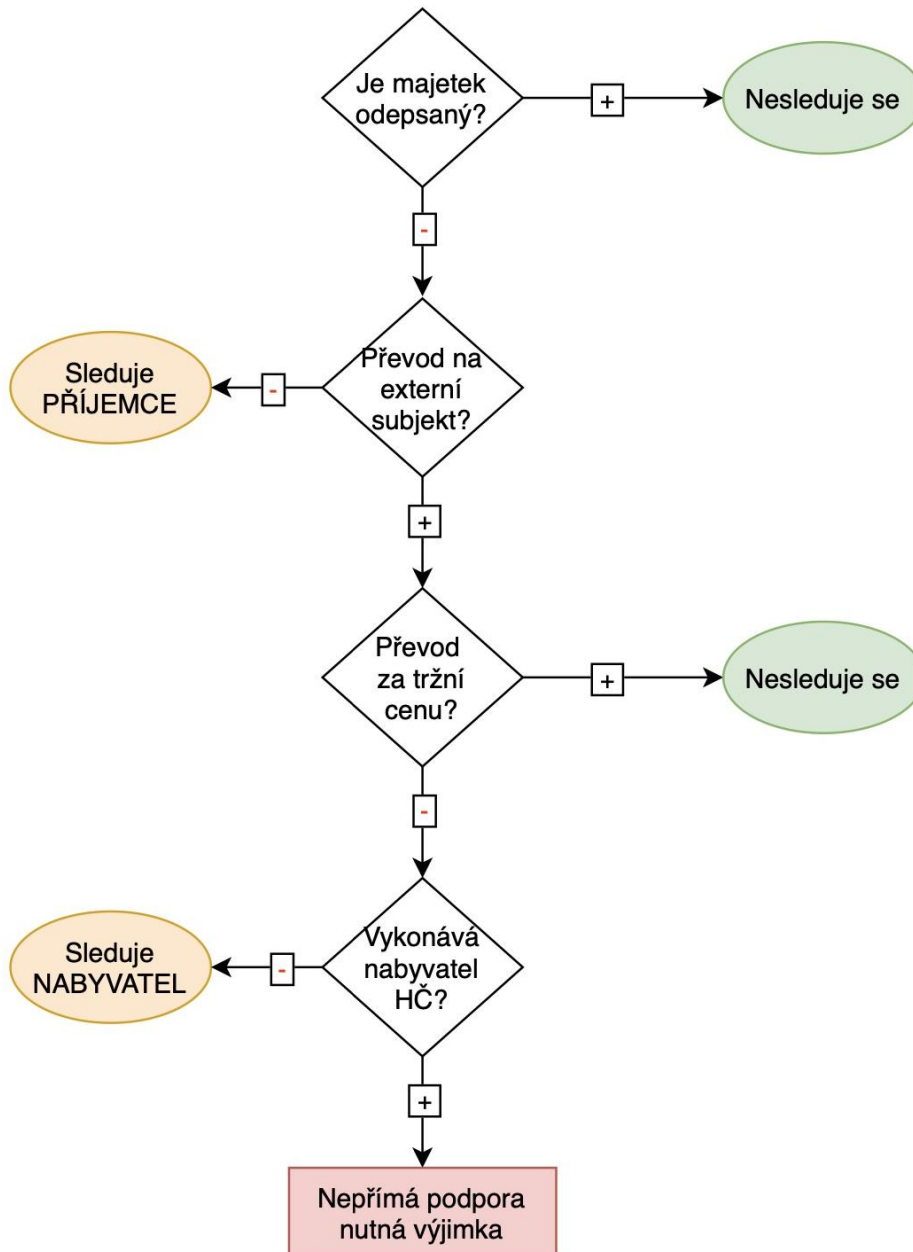 Je majetek
odepsaný?
+
Nesleduje se
-
Převod na
externí
subjekt?
-
Sleduje
PŘÍJEMCE
+
Převod
za tržní
cenu?
+
Nesleduje se
-
Vykonává
nabyvatel
HČ?
-
Sleduje
NABYVATEL
+
Nepřímá podpora
nutná výjimka